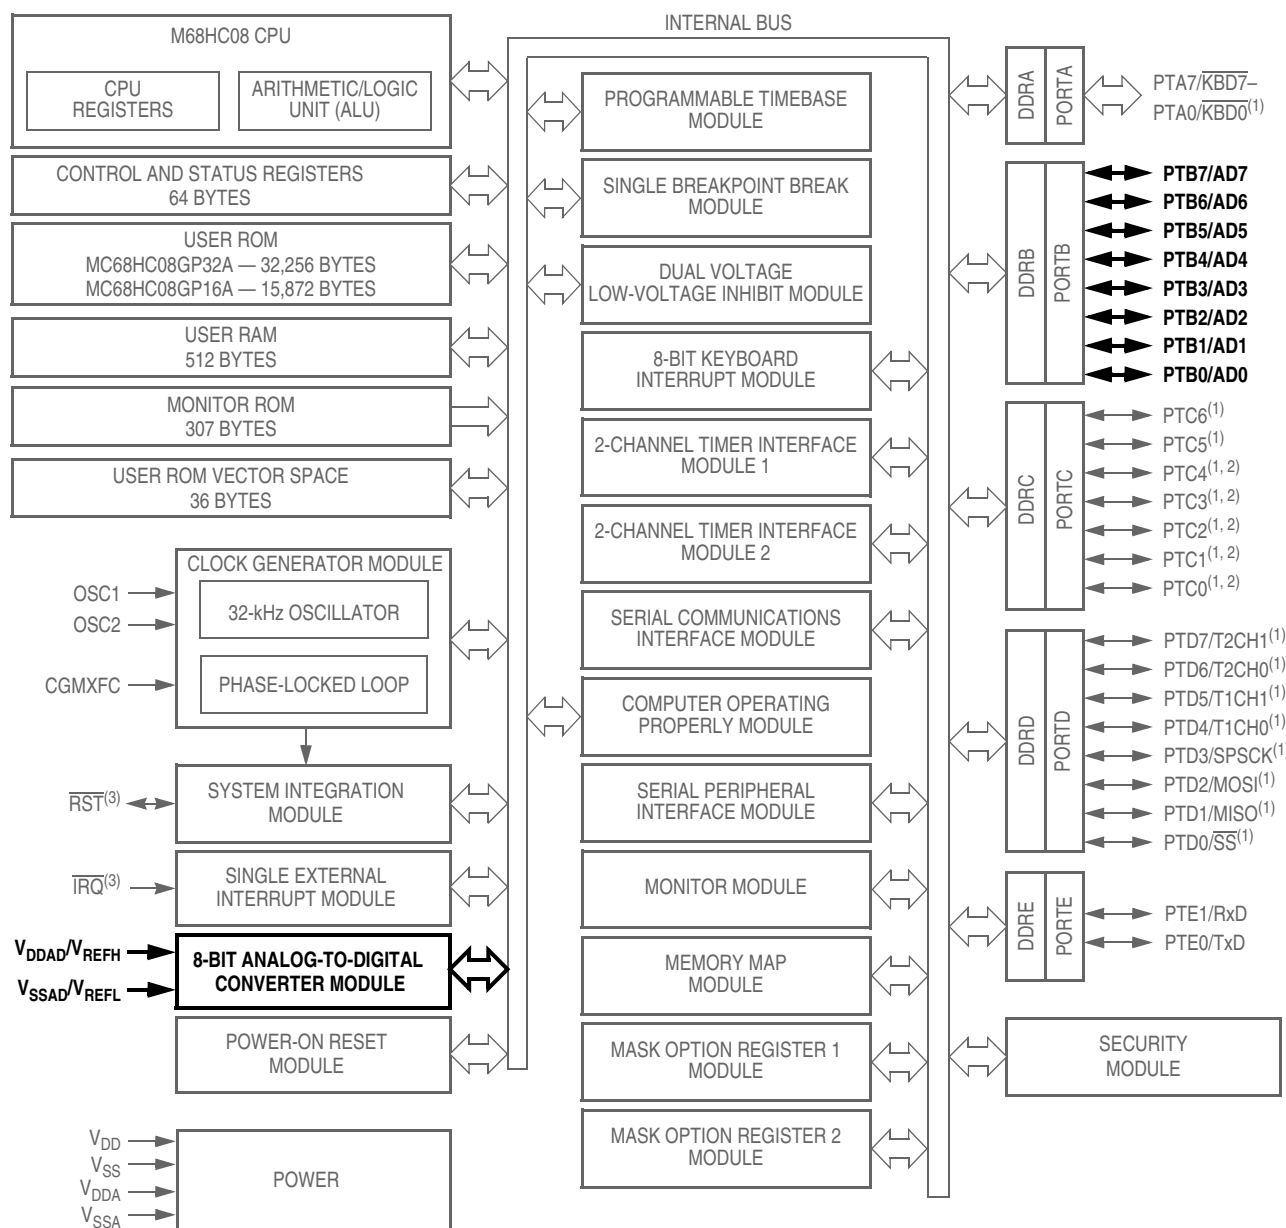 INTERNAL BUS
M68HC08 CPU
CPU
REGISTERS
ARITHMETIC/LOGIC
UNIT (ALU)
CONTROL AND STATUS REGISTERS
64 BYTES
USER ROM
MC68HC08GP32A — 32,256 BYTES
MC68HC08GP16A — 15,872 BYTES
USER RAM
512 BYTES
MONITOR ROM
307 BYTES
USER ROM VECTOR SPACE
36 BYTES
CLOCK GENERATOR MODULE
32-kHz OSCILLATOR
PHASE-LOCKED LOOP
OSC1
OSC2
CGMXFC
SYSTEM INTEGRATION
MODULE
RST(3)
SINGLE EXTERNAL
INTERRUPT MODULE
IRQ(3)
8-BIT ANALOG-TO-DIGITAL
CONVERTER MODULE
VDDAD/VREFH
VSSAD/VREFL
POWER-ON RESET
MODULE
POWER
VDD
VSS
VDDA
VSSA
PROGRAMMABLE TIMEBASE
MODULE
SINGLE BREAKPOINT BREAK
MODULE
DUAL VOLTAGE
LOW-VOLTAGE INHIBIT MODULE
8-BIT KEYBOARD
INTERRUPT MODULE
2-CHANNEL TIMER INTERFACE
MODULE 1
2-CHANNEL TIMER INTERFACE
MODULE 2
SERIAL COMMUNICATIONS
INTERFACE MODULE
COMPUTER OPERATING
PROPERLY MODULE
SERIAL PERIPHERAL
INTERFACE MODULE
MONITOR MODULE
MEMORY MAP
MODULE
MASK OPTION REGISTER 1
MODULE
MASK OPTION REGISTER 2
MODULE
DDRA
PORTA
PTA7/KBD7–
PTA0/KBD0(1)
DDRB
PORTB
PTB7/AD7
PTB6/AD6
PTB5/AD5
PTB4/AD4
PTB3/AD3
PTB2/AD2
PTB1/AD1
PTB0/AD0
DDRC
PORTC
PTC6(1)
PTC5(1)
PTC4(1, 2)
PTC3(1, 2)
PTC2(1, 2)
PTC1(1, 2)
PTC0(1, 2)
DDRD
PORTD
PTD7/T2CH1(1)
PTD6/T2CH0(1)
PTD5/T1CH1(1)
PTD4/T1CH0(1)
PTD3/SPSCK(1
PTD2/MOSI(1)
PTD1/MISO(1)
PTD0/SS(1)
DDRE
PORTE
PTE1/RxD
PTE0/TxD
SECURITY
MODULE